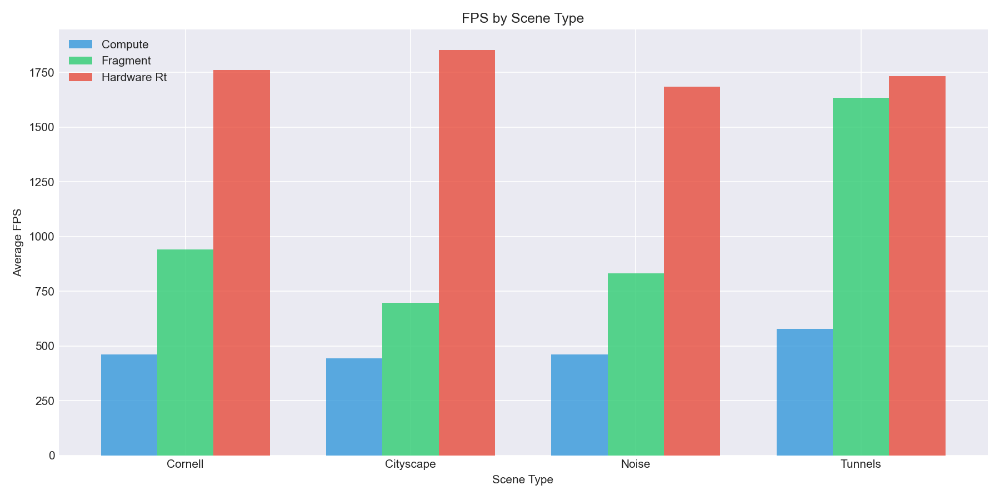 FPS by Scene Type
Compute
Fragment
Hardware Rt
1750
1500
1250
1000
750
500
250
0
Average FPS
Cornell Cityscape Noise Tunnels
Scene Type